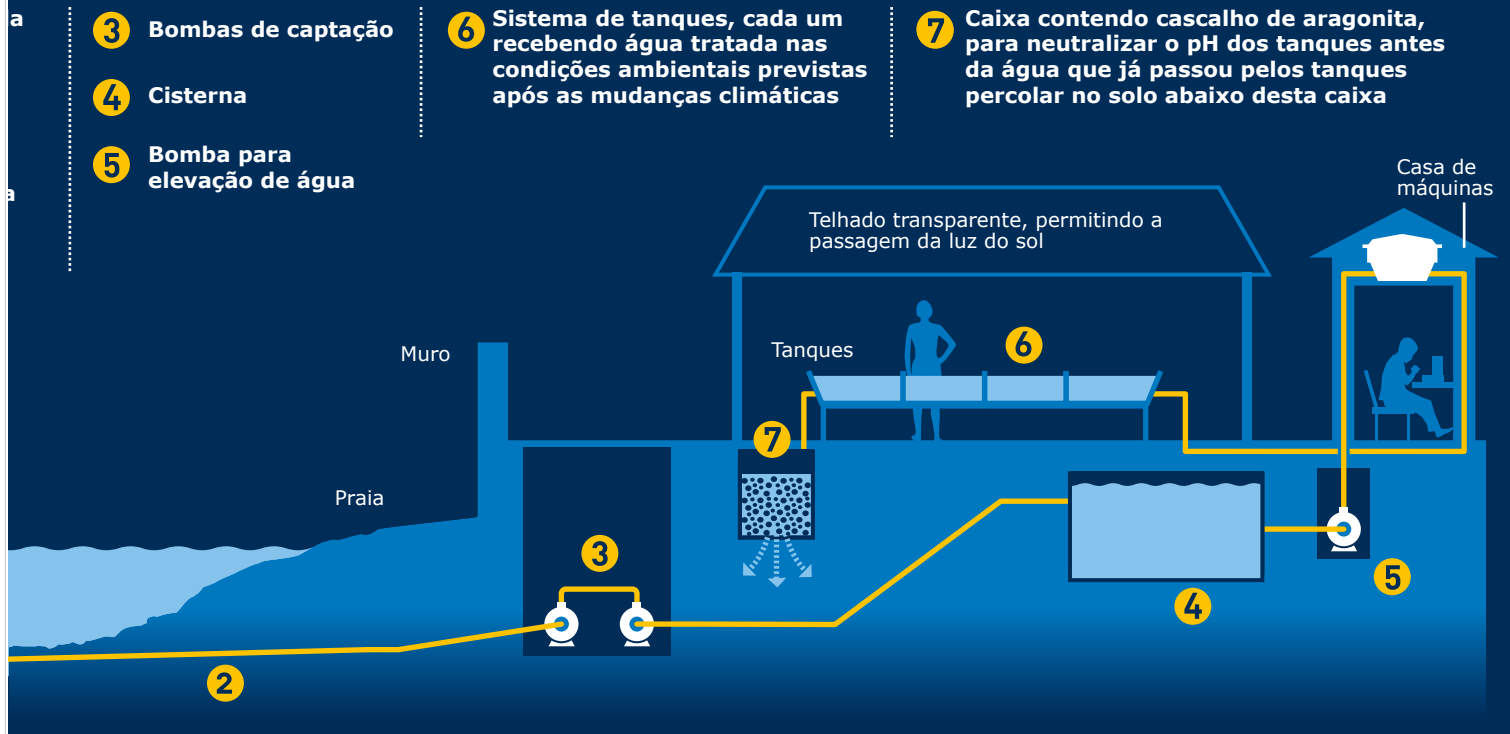 a
a
3 Bombas de captação
4 Cisterna
5 Bomba para
elevação de água
6 Sistema de tanques, cada um
recebendo água tratada nas
condições ambientais previstas
após as mudanças climáticas
7 Caixa contendo cascalho de aragonita,
para neutralizar o pH dos tanques antes
da água que já passou pelos tanques
percolar no solo abaixo desta caixa
Casa de
máquinas
Telhado transparente, permitindo a
passagem da luz do sol
Muro
Tanques
6
7
Praia
3
5
4
2